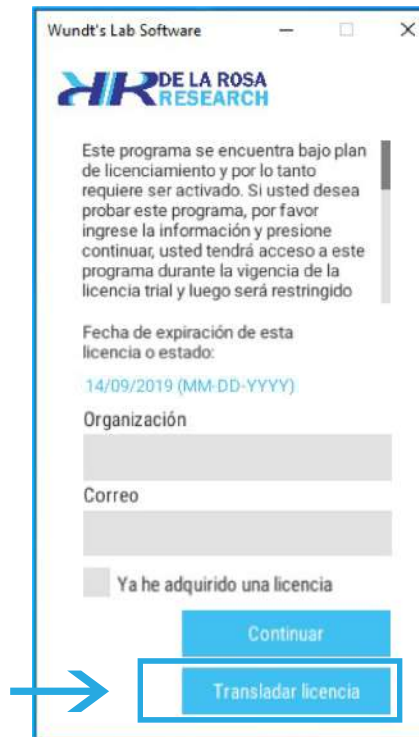 Wundt's Lab Software
DE LA ROSA
RESEARCH
Este programa se encuentra bajo plan
de licenciamiento y por lo tanto
requiere ser activado. Si usted desea
probar este programa, por favor
ingrese la información y presione
continuar, usted tendrá acceso a este
programa durante la vigencia de la
licencia trial y luego será restringido
Fecha de expiración de esta
licencia o estado:
14/09/2019 (MM-DD-YYYY)
Organización
Correo
Ya he adquirido una licencia
Continuar
Transladar licencia